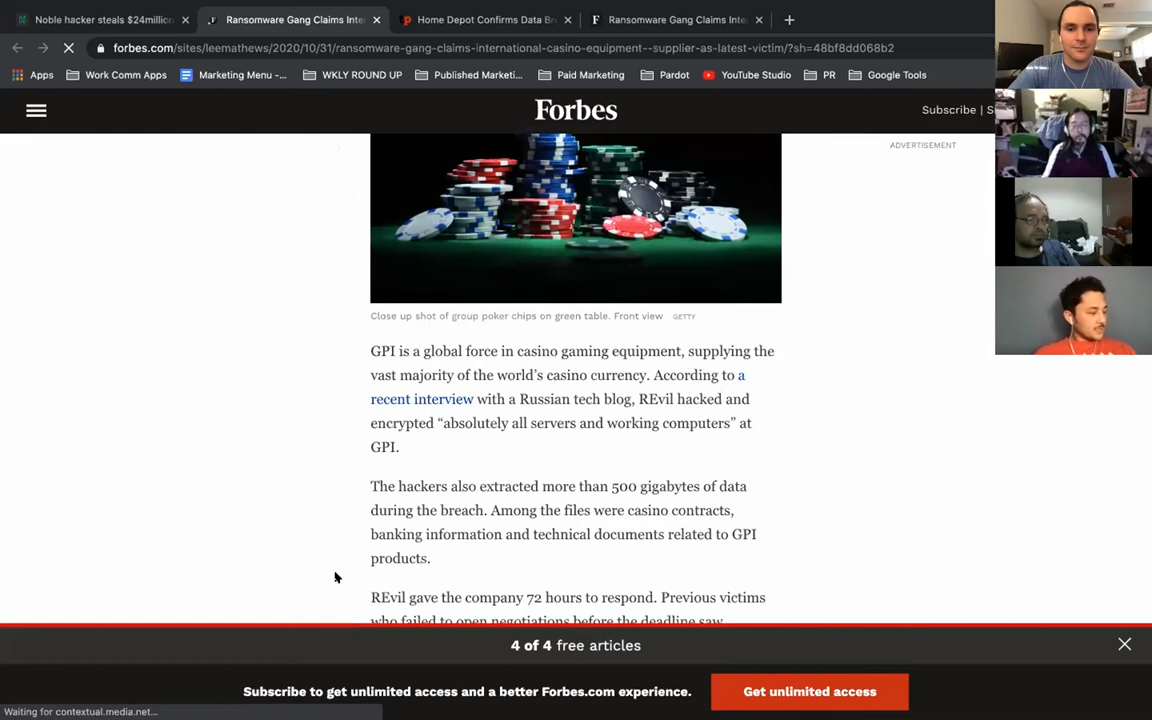 Noble hacker steals $24million
Ransomware Gang Claims Inte
Home Depot Confirms Data Br
Ransomware Gang Claims Inte
forbes.com/sites/leemathews/2020/10/31/ransomware-gang-claims-international-casino-equipment--supplier-as-latest-victim/?sh=48bf8dd068b2
Apps
Work Comm Apps
Marketing Menu -...
WKLY ROUND UP
Published Marketi...
Paid Marketing
Pardot
YouTube Studio
PR
Google Tools
Forbes
Subscribe | S
ADVERTISEMENT
Close up shot of group poker chips on green table. Front view GETTY
GPI is a global force in casino gaming equipment, supplying the
vast majority of the world's casino currency. According to a
recent interview with a Russian tech blog, REvil hacked and
encrypted “absolutely all servers and working computers” at
GPI.
The hackers also extracted more than 500 gigabytes of data
during the breach. Among the files were casino contracts,
banking information and technical documents related to GPI
products.
REvil gave the company 72 hours to respond. Previous victims
who failed to open negotiations before the deadline saw
4 of 4 free articles
Subscribe to get unlimited access and a better Forbes.com experience.
Get unlimited access
Waiting for contextual.media.net...